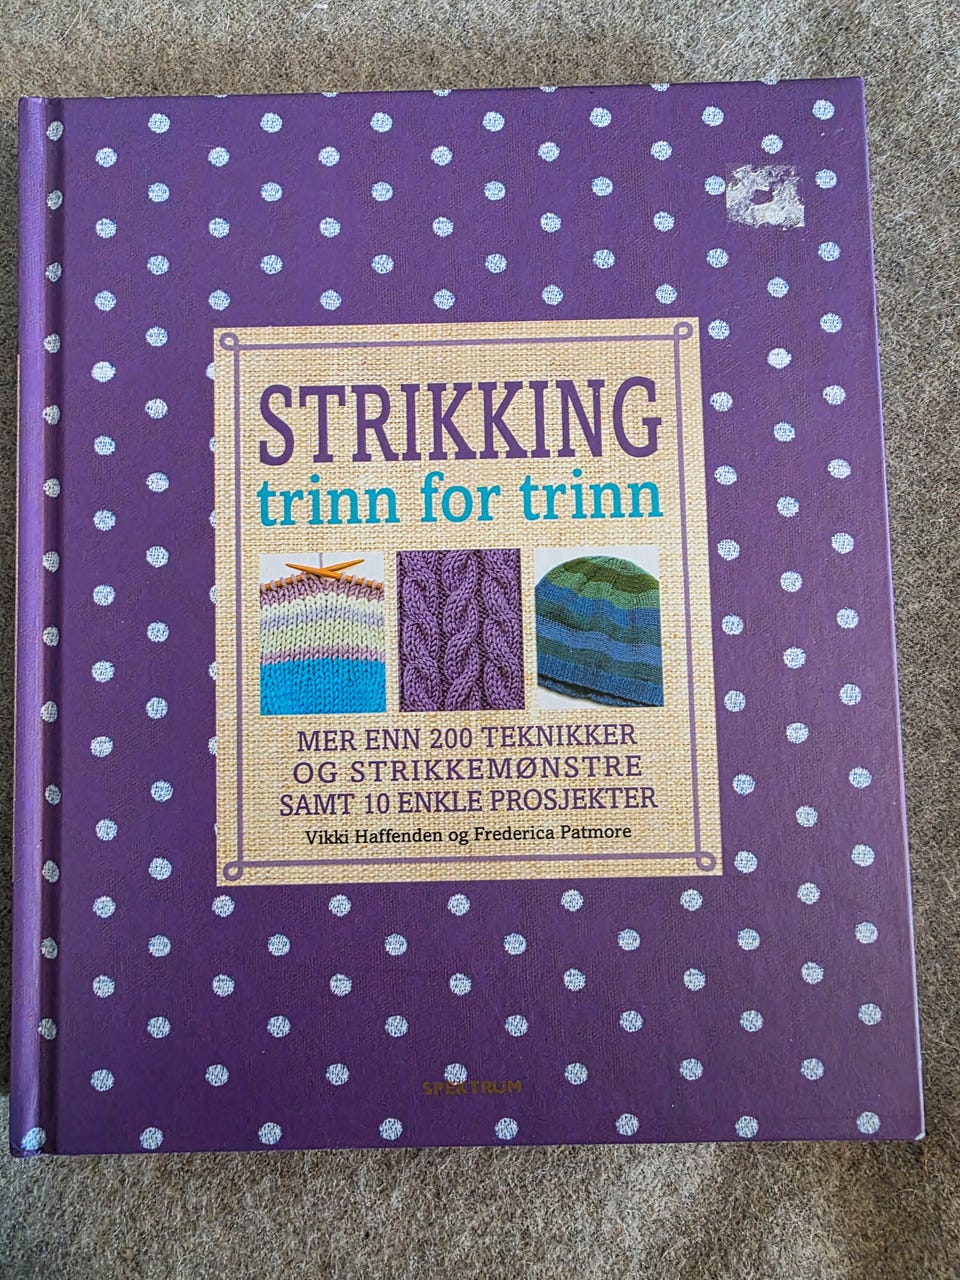 STRIKKING
trinn for trinn
MER ENN 200 TEKNIKKER
OG STRIKKEMØNSTRE
SAMT 10 ENKLE PROSJEKTER
Vikki Haffenden og Frederica Patmore
SPEKTRUM